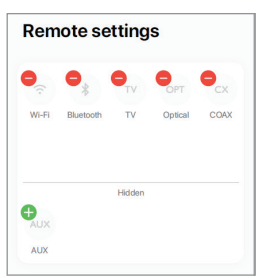 Remote settings
TV OPT CX
Wi-Fi Bluetooth TV Optical COAX
Hidden
AUX
AUX